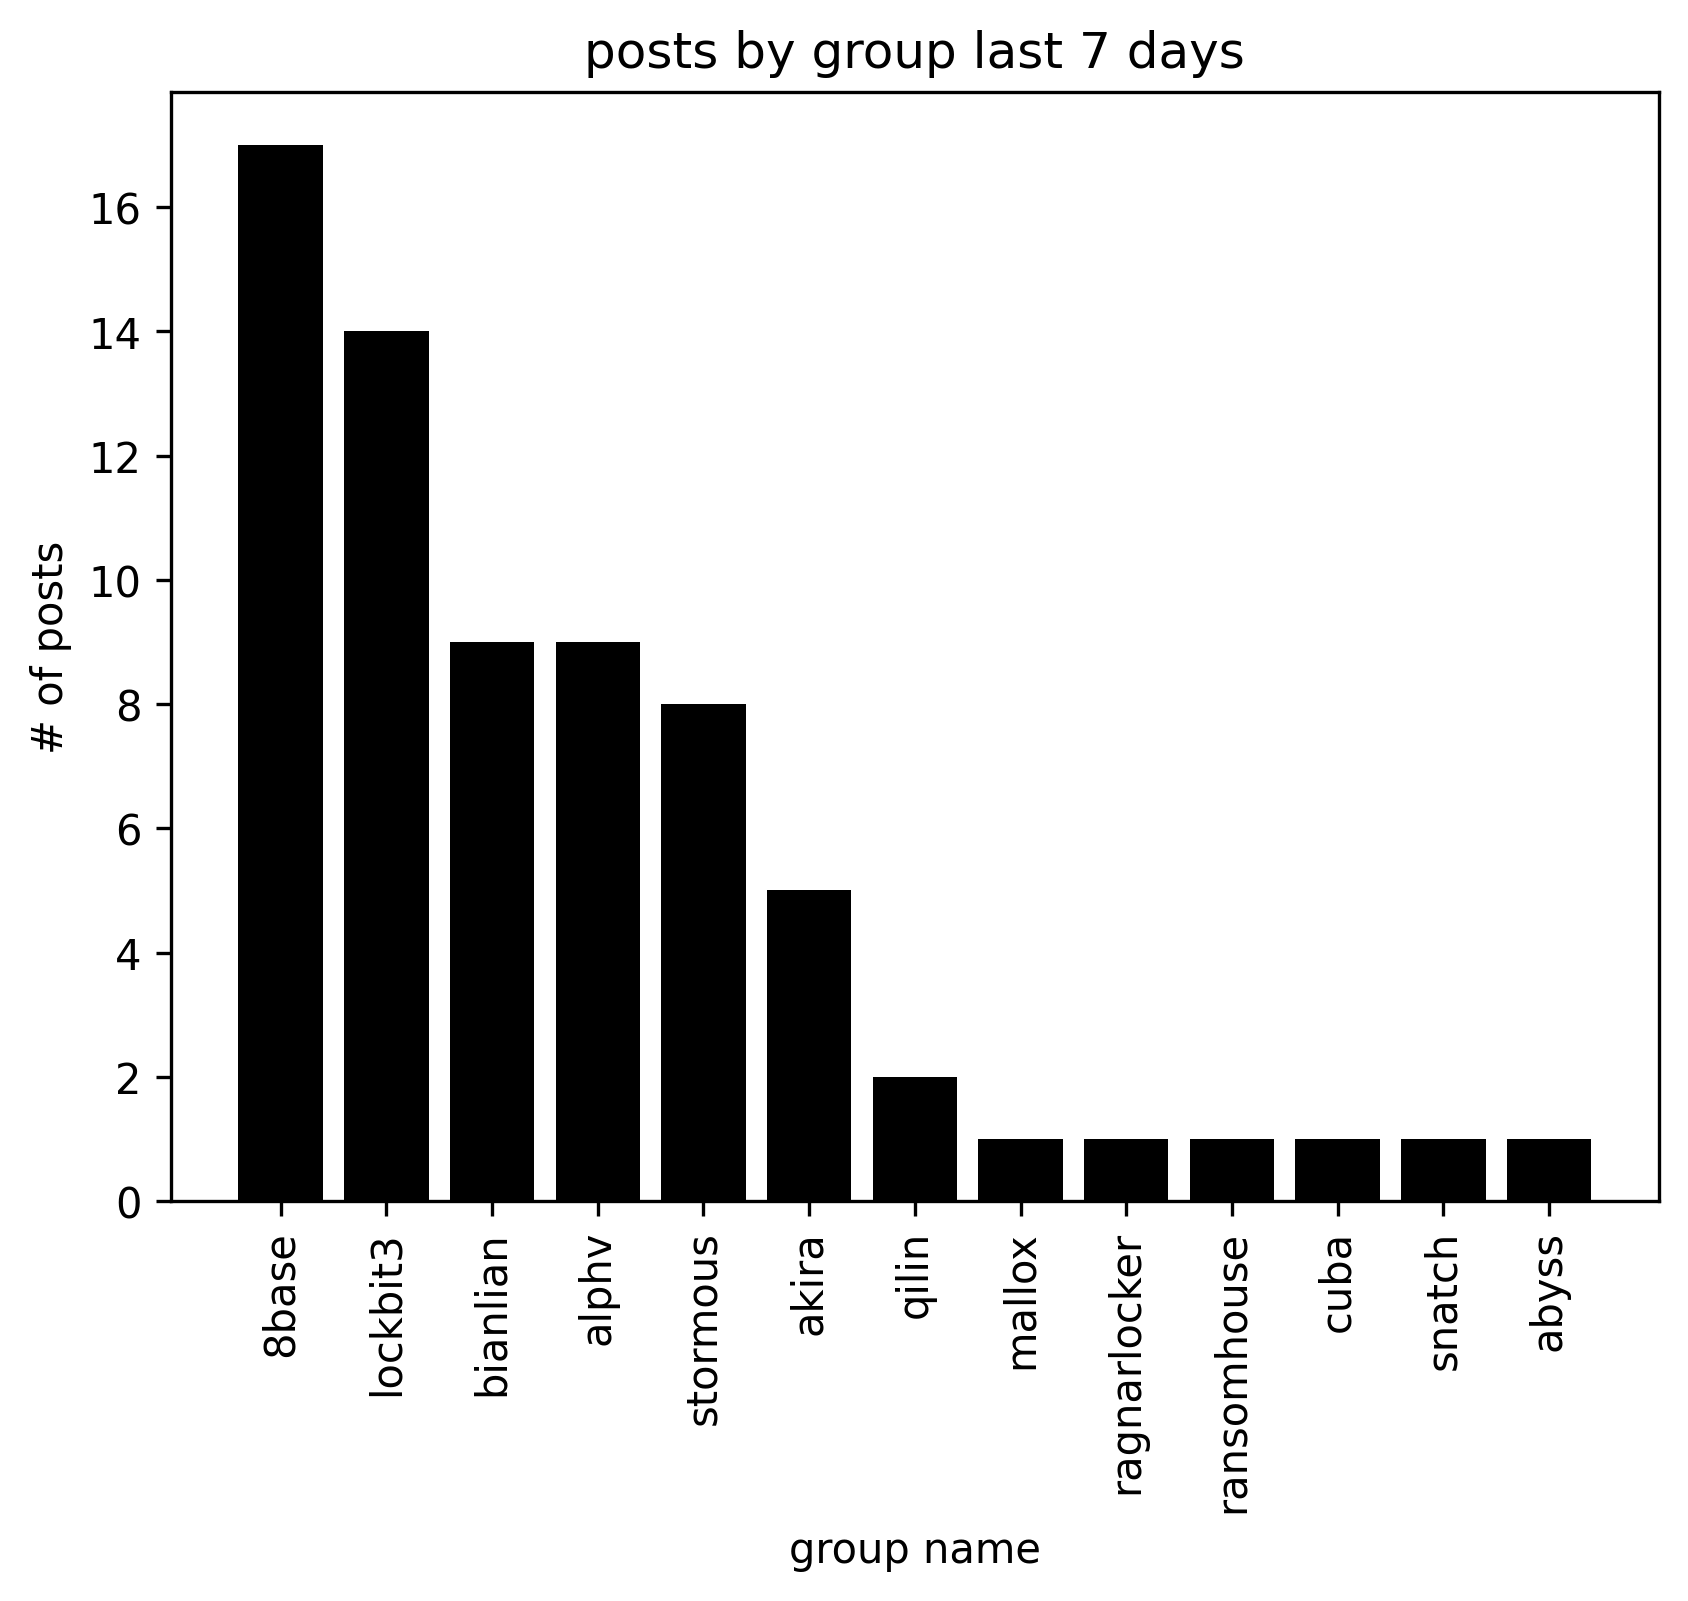 posts by group last 7 days
# of posts
16
14
12
10
8
6
4
2
0
8base
lockbit3
bianlian
alphv
stormous
akira
qilin
mallox
ragnarlocker
ransomhouse
cuba
snatch
abyss
group name